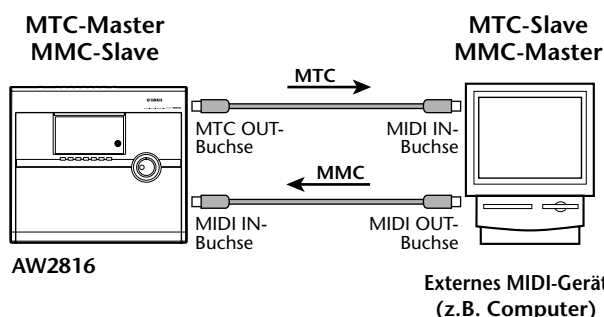 MTC-Master
MMC-Slave
MTC-Slave
MMC-Master
MTC
MTC OUT-
Buchse
MIDI IN-
Buchse
MMC
MIDI IN-
Buchse
MIDI OUT-
Buchse
AW2816
Externes MIDI-Gerät
(z.B. Computer)